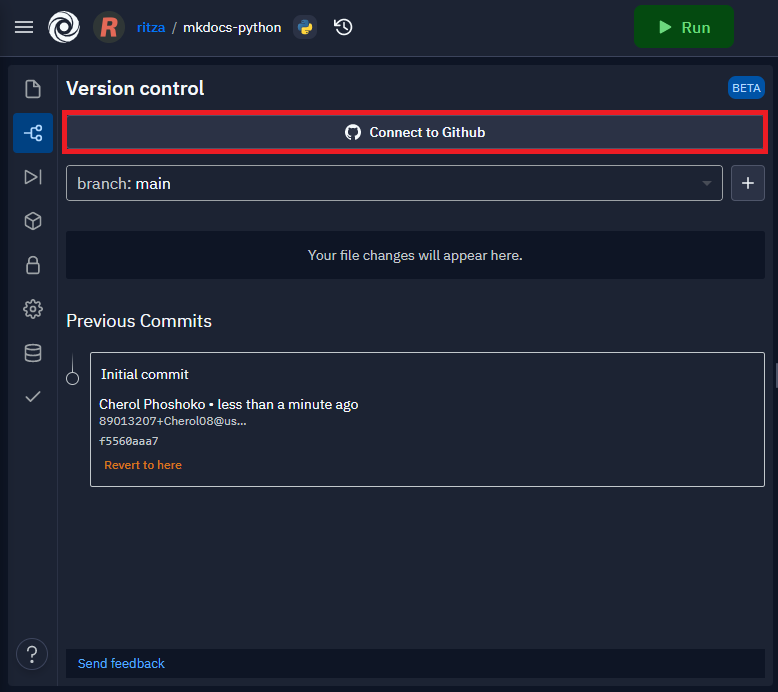 R ritza / mkdocs-python Run
Version control BETA
Connect to Github
branch: main +
Your file changes will appear here.
Previous Commits
Initial commit
Cherol Phoshoko • less than a minute ago
89013207+Cherol08@us...
f5560aaa7
Revert to here
?
Send feedback